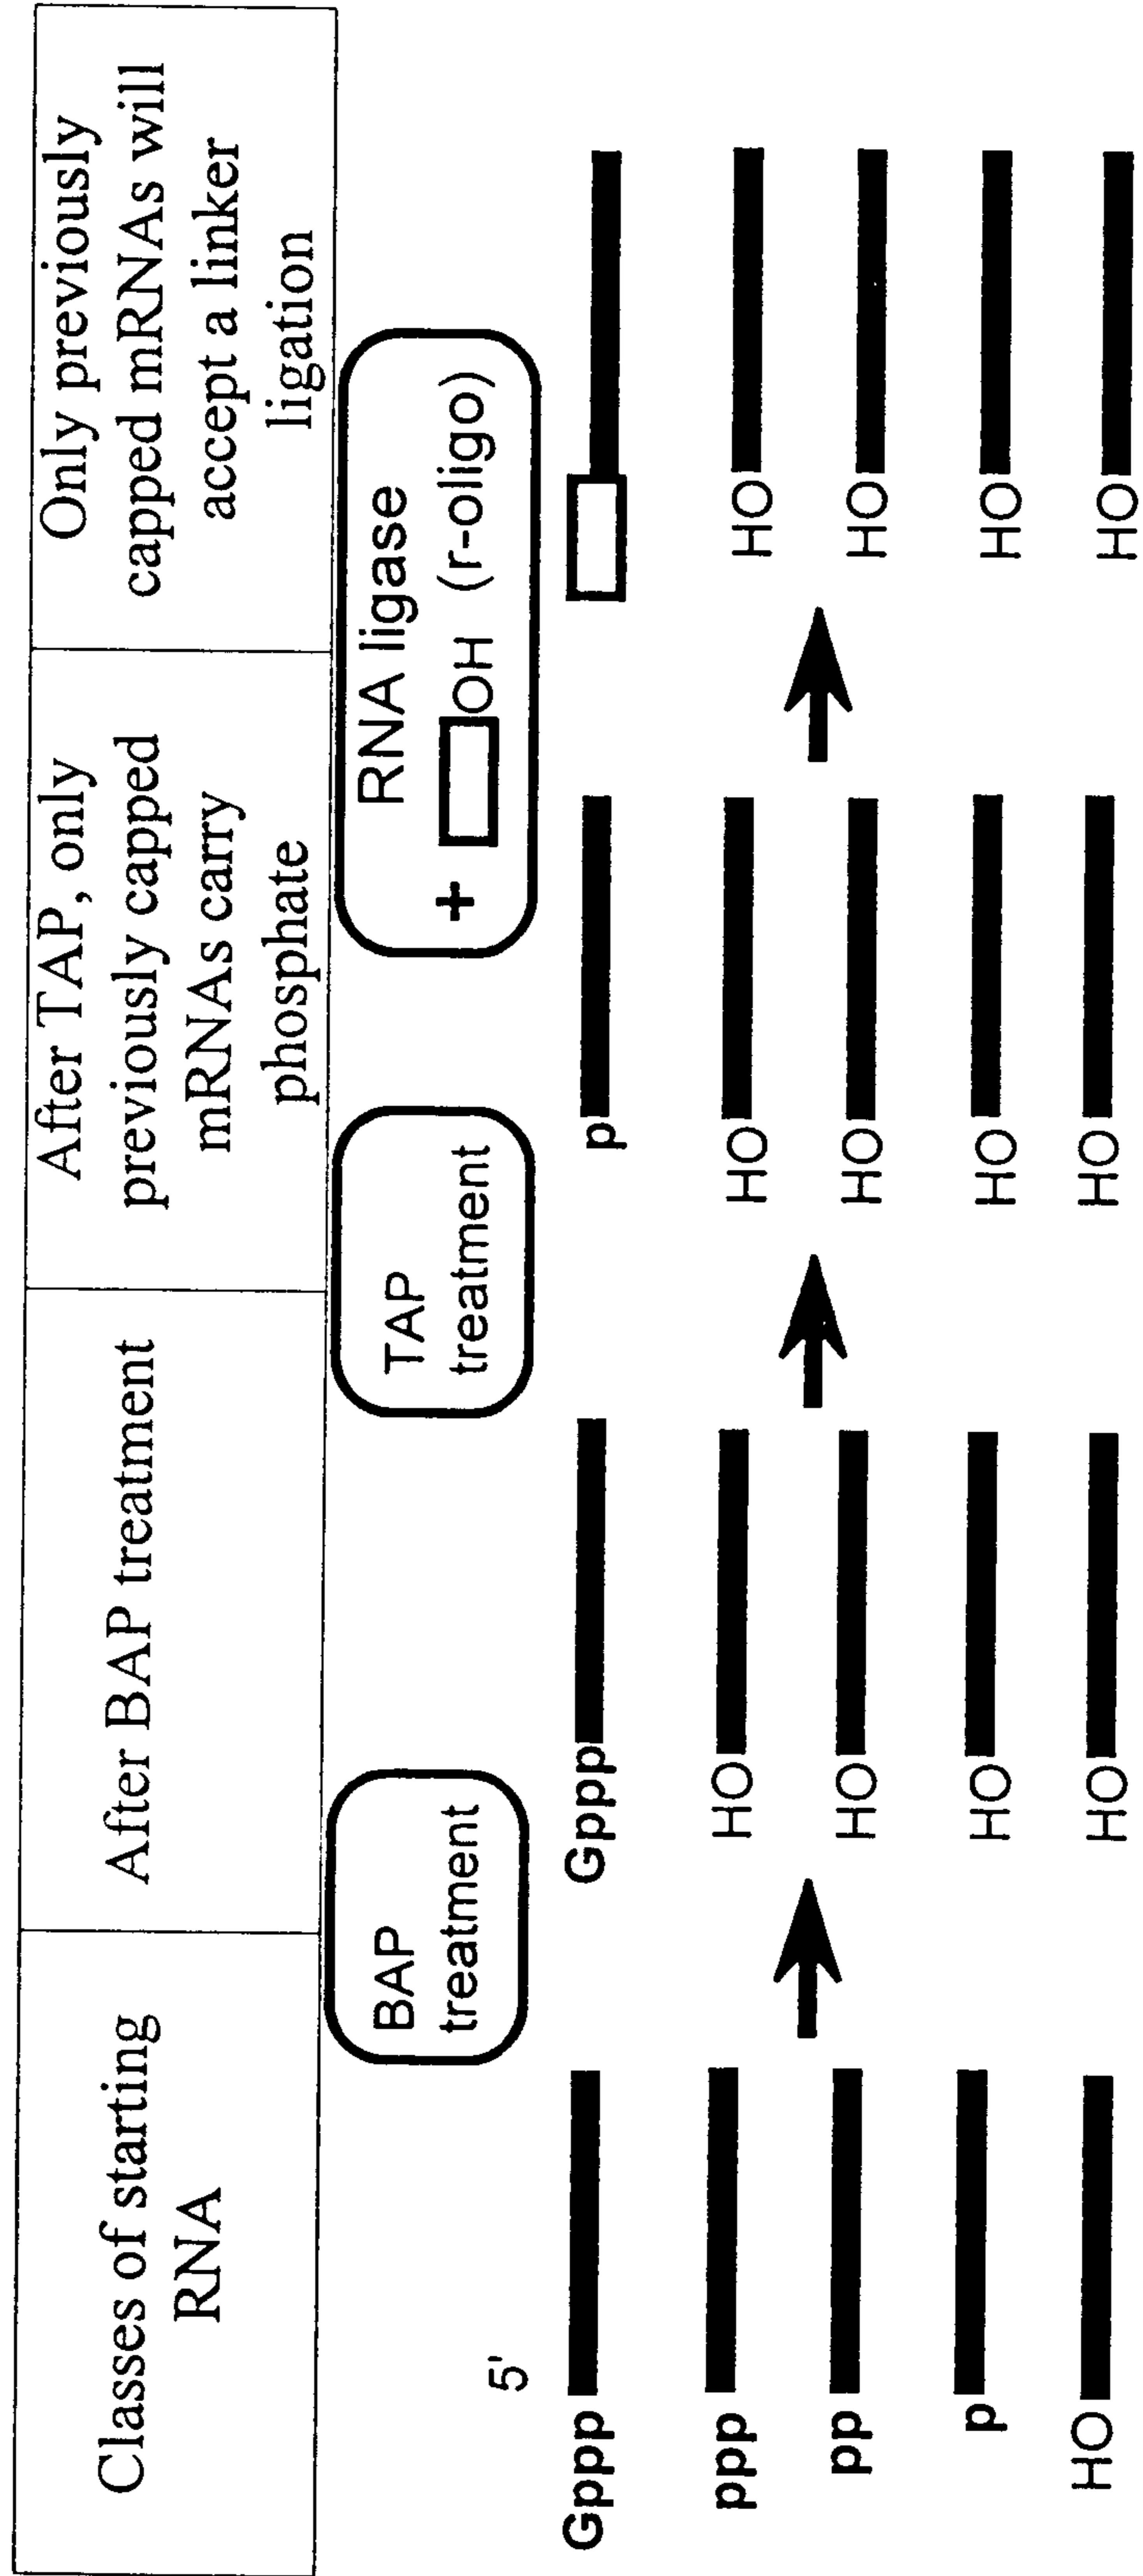 Classes of starting
RNA
After BAP treatment
After TAP, only
previously capped
mRNAs carry
phosphate
Only previously
capped mRNAs will
accept a linker
ligation
BAP
treatment
TAP
treatment
RNA ligase
+ OH (r-oligo)
5'
Gppp
Gppp
p
ppp
HO
HO
HO
pp
HO
HO
HO
p
HO
HO
HO
HO
HO
HO
HO